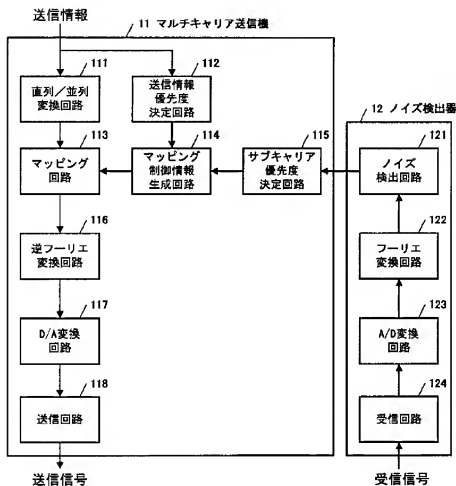 送信情報
11 マルチキャリア送信機
111
直列／並列
変換回路
112
送信情報
優先度
決定回路
113
マッピング
回路
114
マッピング
制御情報
生成回路
115
サブキャリア
優先度
決定回路
12 ノイズ検出器
121
ノイズ
検出回路
116
逆フーリエ
変換回路
122
フーリエ
変換回路
117
D/A変換
回路
123
A/D変換
回路
118
送信回路
124
受信回路
送信信号
受信信号